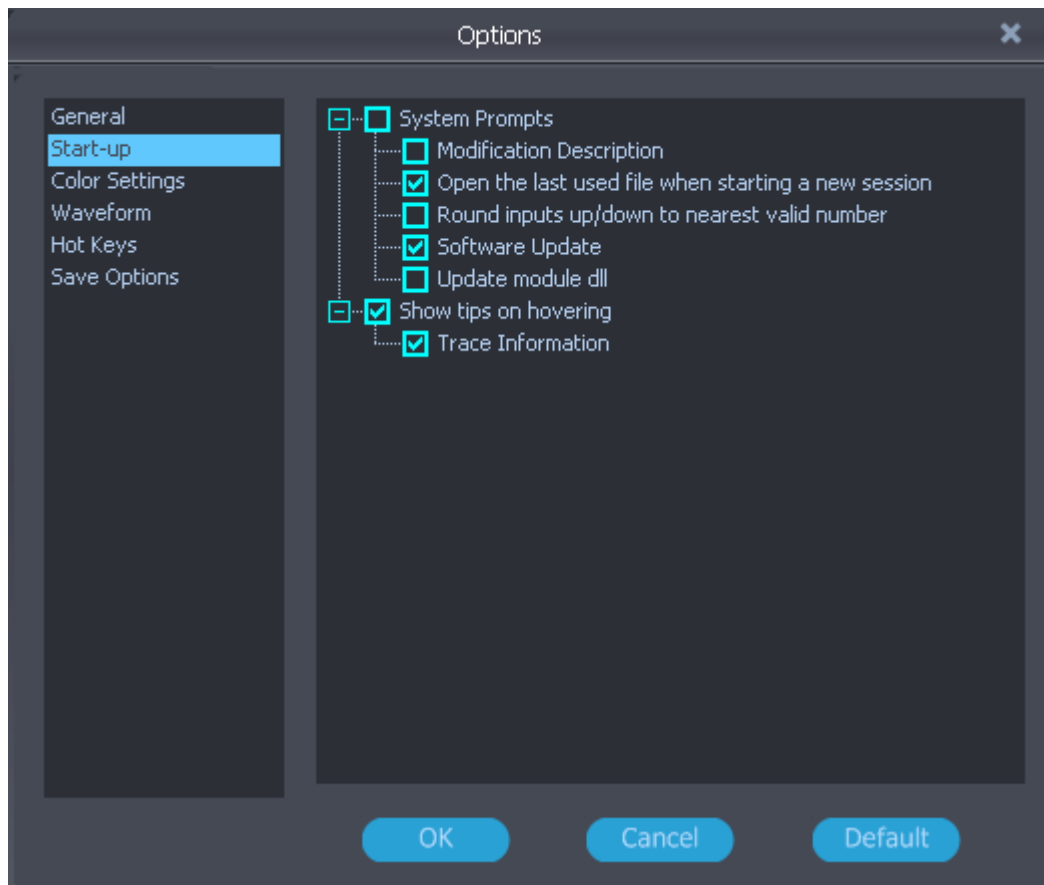 Options
General
Start-up
Color Settings
Waveform
Hot Keys
Save Options
System Prompts
Modification Description
Open the last used file when starting a new session
Round inputs up/down to nearest valid number
Software Update
Update module dll
Show tips on hovering
Trace Information
OK
Cancel
Default